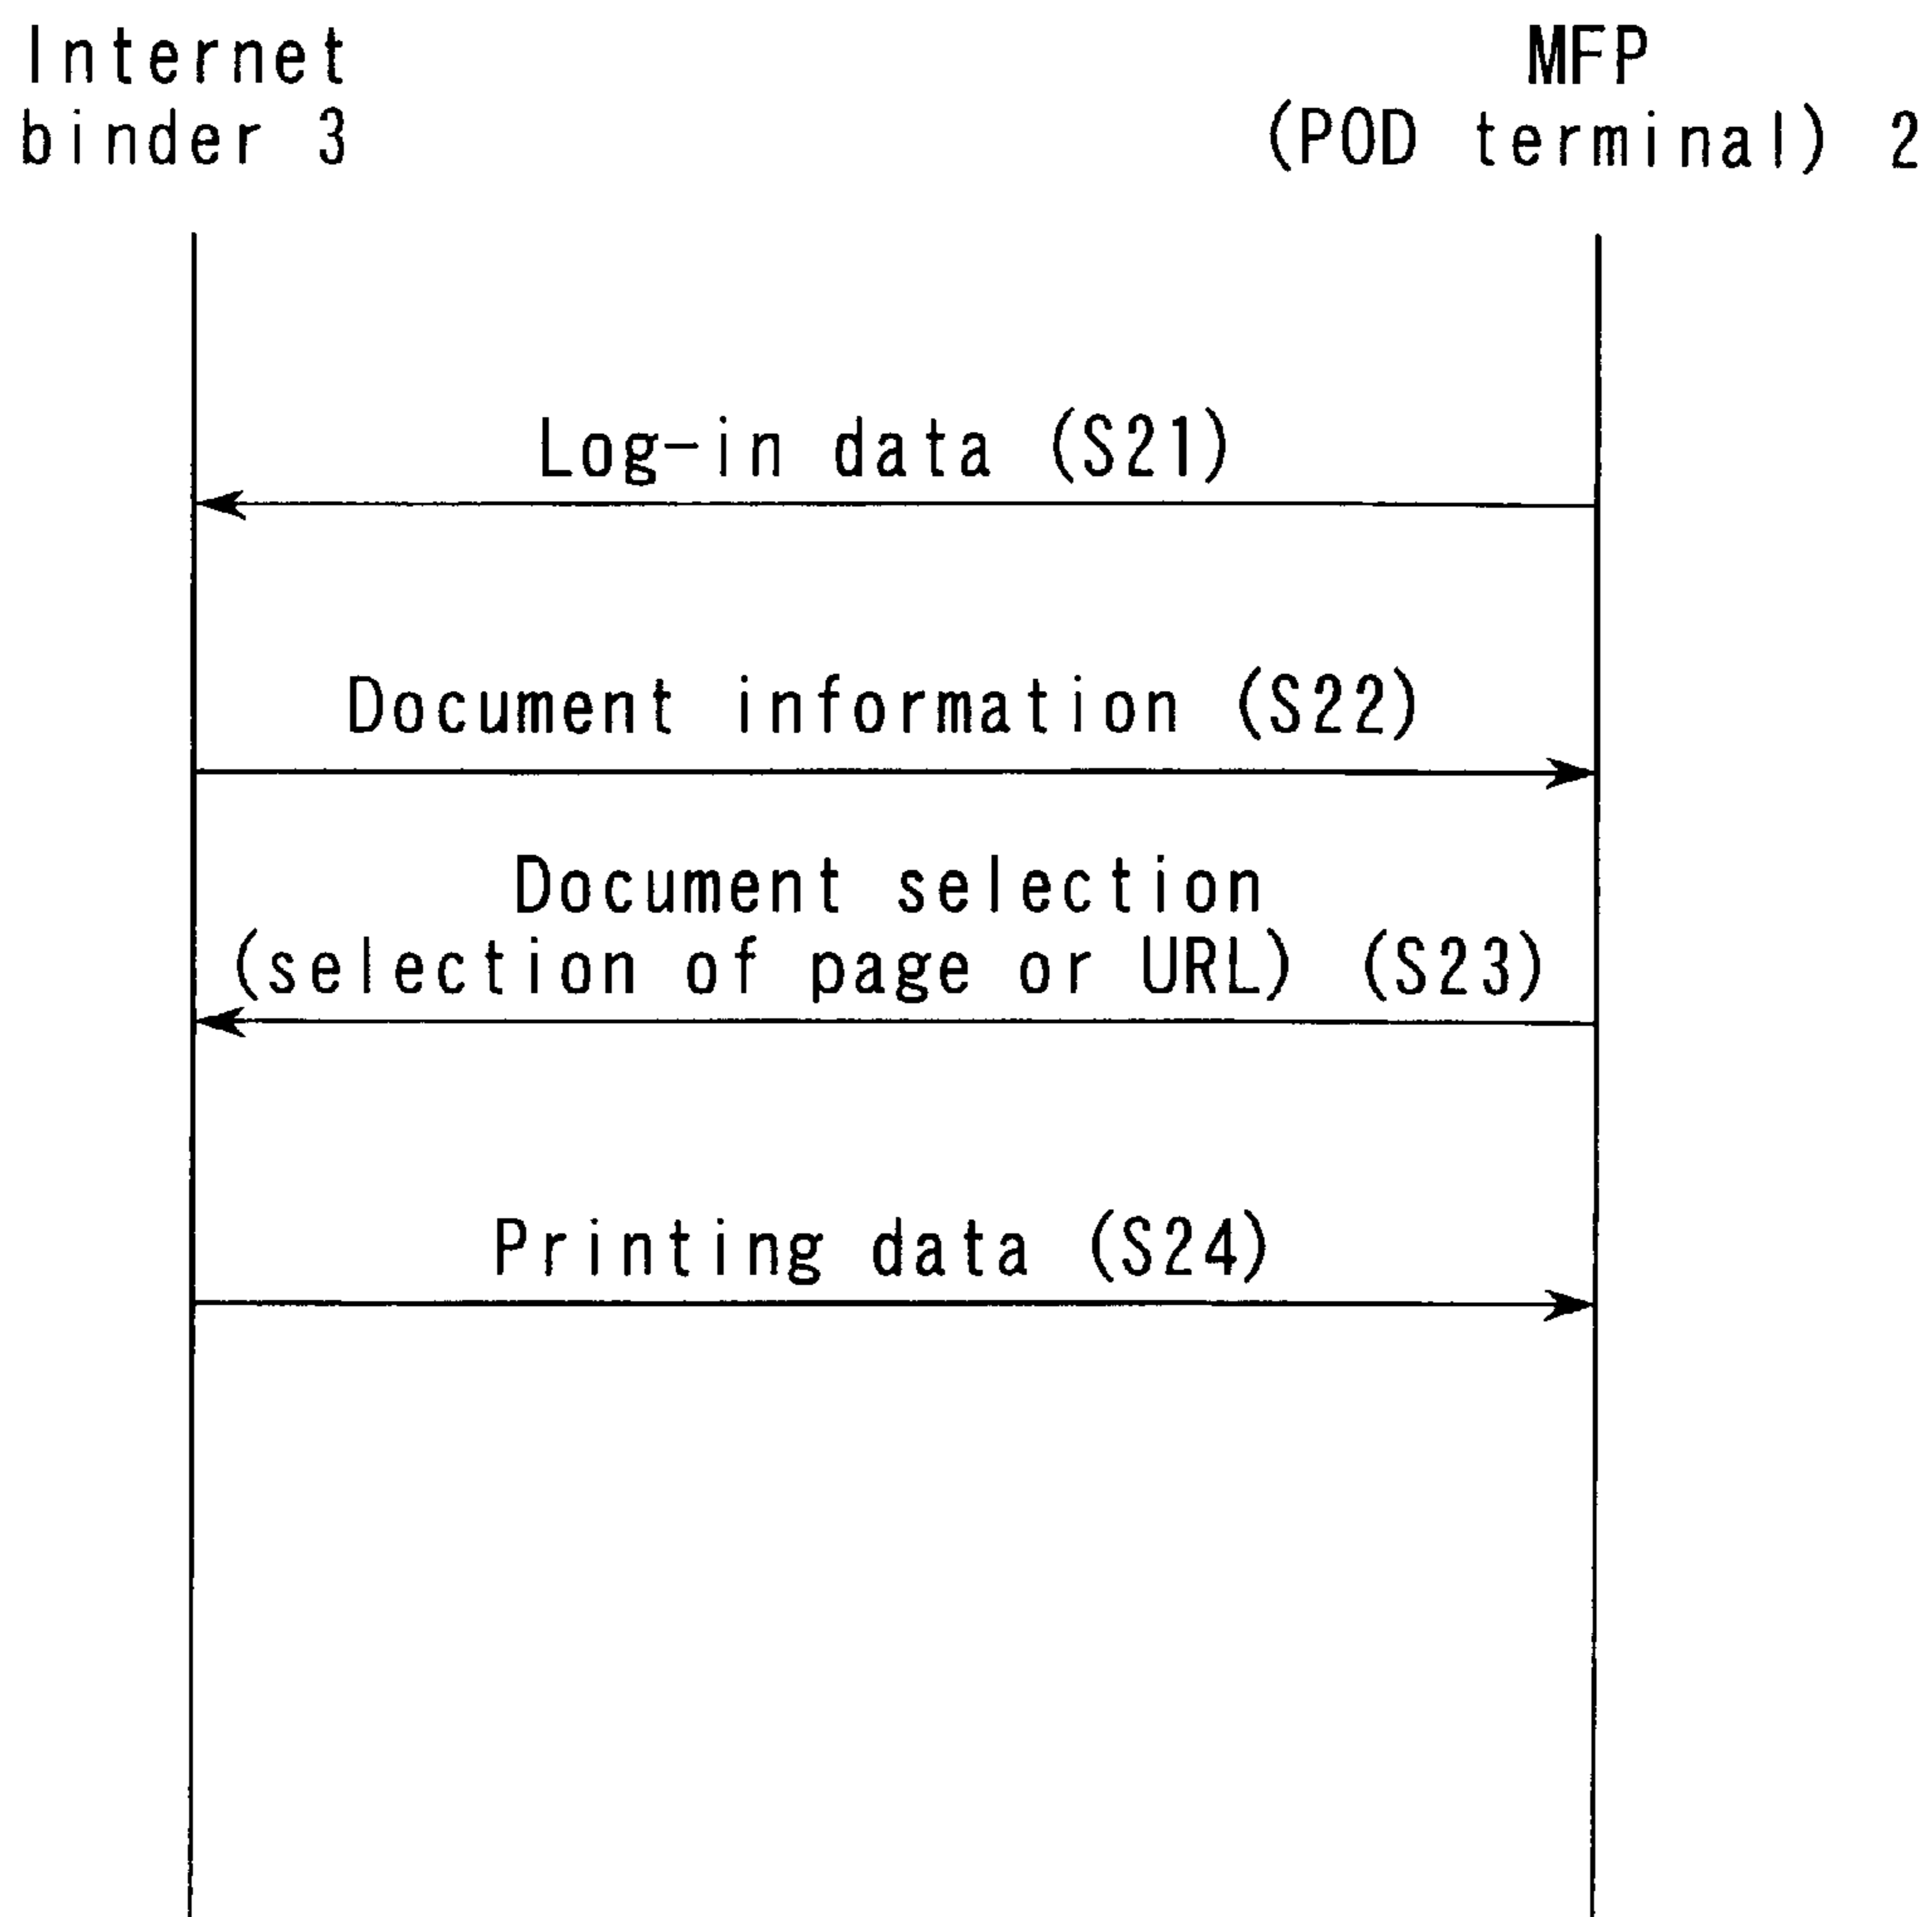 Internet
binder 3
MFP
(POD terminal) 2
Log-in data (S21)
Document information (S22)
Document selection
(selection of page or URL) (S23)
Printing data (S24)